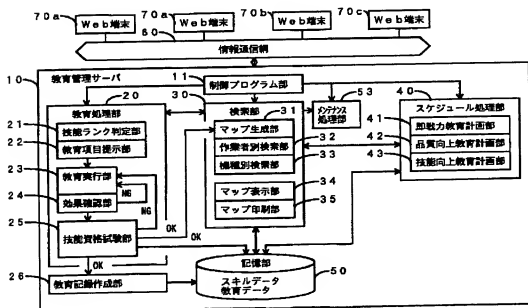 70a Web端末 70a Web端末 70b Web端末 70c Web端末
60
情報通信網
10 教育管理サーバ
11 制御プログラム部
20 教育処理部
21 技能ランク判定部
22 教育項目提示部
23 教育実行部
24 効果確認部
NG NG
25 技能資格試験部
OK OK OK
26 教育記録作成部
30 検索部
31 マップ生成部
32 作業者別検索部
33 機種別検索部
34 マップ表示部
35 マップ印刷部
53 メンテナンス処理部
40 スケジュール処理部
41 即戦力教育計画部
42 品質向上教育計画部
43 技能向上教育計画部
50 記憶部
スキルデータ
教育データ